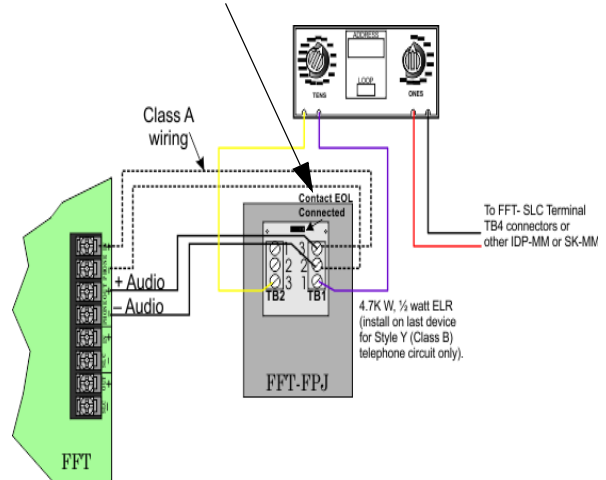 ADDRESS
LOOP
TENS
ONES
Class A
wiring
Contact EOL
Connected
To FFT- SLC Terminal
TB4 connectors or
other IDP-MM or SK-MM
+ Audio
– Audio
1 3
2 2
3 1
TB2 TB1
4.7K W, ½ watt ELR
(install on last device
for Style Y (Class B)
telephone circuit only).
FFT-FPJ
FFT